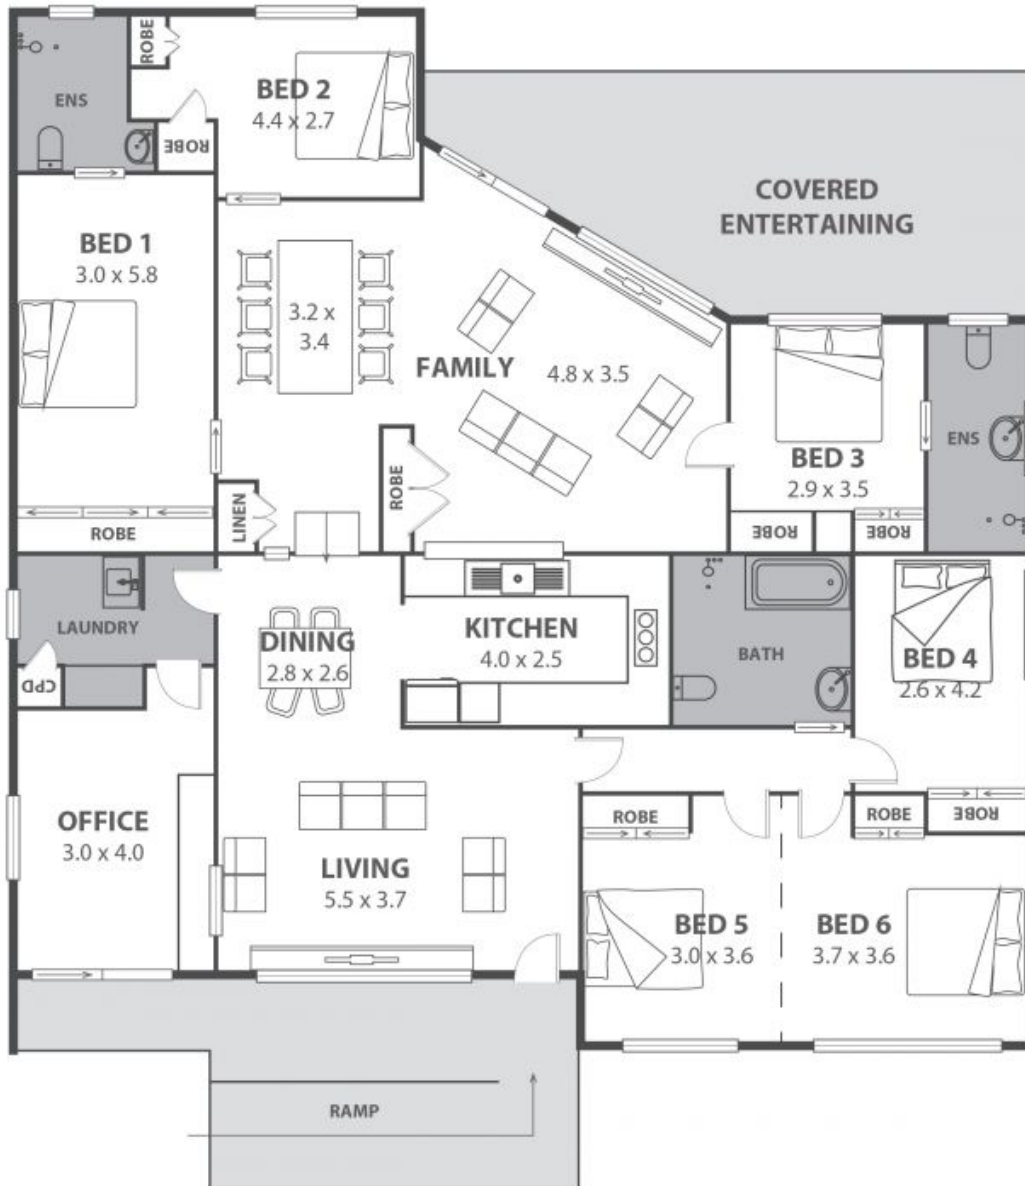 ROBE
ENS
BED 2
4.4 x 2.7
ROBE
COVERED
ENTERTAINING
BED 1
3.0 x 5.8
3.2 x
3.4
FAMILY
4.8 x 3.5
ENS
BED 3
2.9 x 3.5
ROBE
LINEN
ROBE
ROBE
ROBE
LAUNDRY
DINING
2.8 x 2.6
KITCHEN
4.0 x 2.5
BATH
BED 4
2.6 x 4.2
CPD
OFFICE
3.0 x 4.0
ROBE
ROBE
ROBE
LIVING
5.5 x 3.7
BED 5
3.0 x 3.6
BED 6
3.7 x 3.6
RAMP